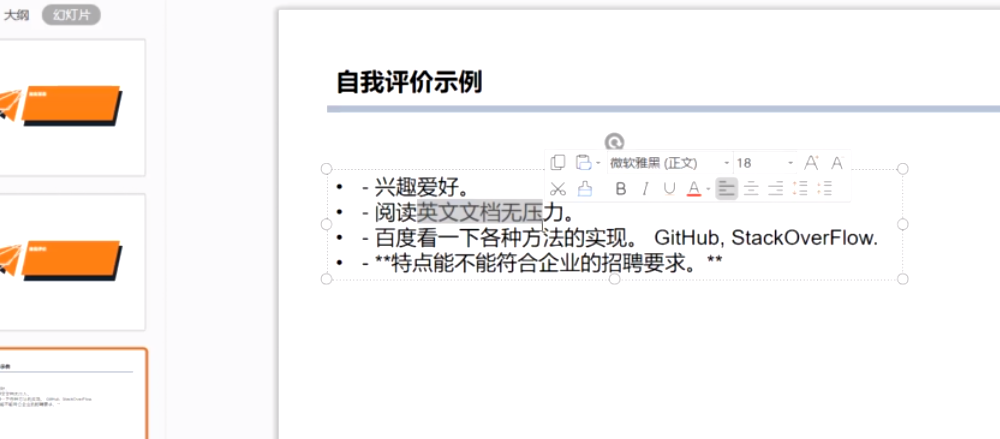 大纲 幻灯片
自我评价示例
微软雅黑 (正文) 18 A+ A-
B I U A
• - 兴趣爱好。
• - 阅读英文文档无压力。
• - 百度看一下各种方法的实现。 GitHub, StackOverFlow.
• - **特点能不能符合企业的招聘要求。**